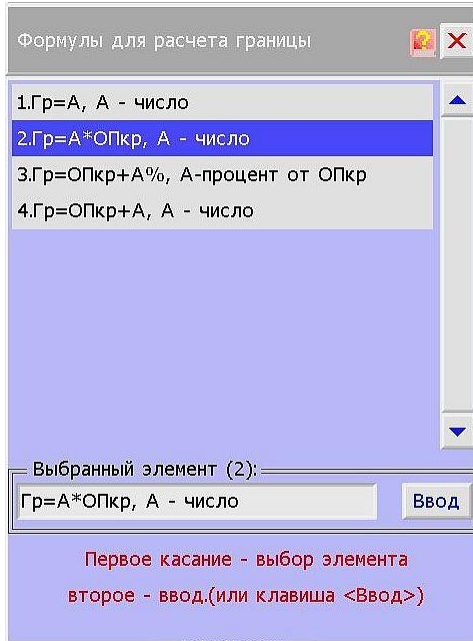 Формулы для расчета границы
1.Гр=А, А - число
2.Гр=А*ОПкр, А - число
3.Гр=ОПкр+А%, А-процент от ОПкр
4.Гр=ОПкр+А, А - число
Выбранный элемент (2):
Гр=А*ОПкр, А - число
Ввод
Первое касание - выбор элемента
второе - ввод.(или клавиша <Ввод>)